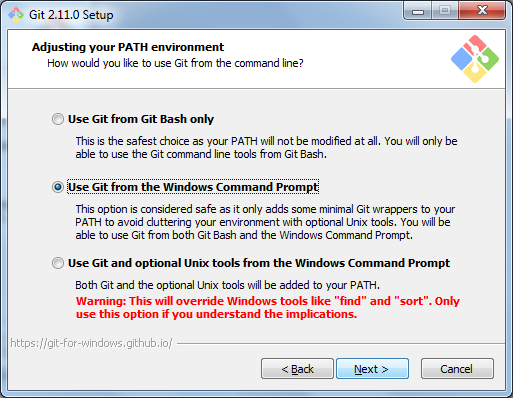 Git 2.11.0 Setup
Adjusting your PATH environment
How would you like to use Git from the command line?
Use Git from Git Bash only
This is the safest choice as your PATH will not be modified at all. You will only be
able to use the Git command line tools from Git Bash.
Use Git from the Windows Command Prompt
This option is considered safe as it only adds some minimal Git wrappers to your
PATH to avoid cluttering your environment with optional Unix tools. You will be
able to use Git from both Git Bash and the Windows Command Prompt.
Use Git and optional Unix tools from the Windows Command Prompt
Both Git and the optional Unix tools will be added to your PATH.
Warning: This will override Windows tools like "find" and "sort". Only
use this option if you understand the implications.
https://git-for-windows.github.io/
< Back
Next >
Cancel